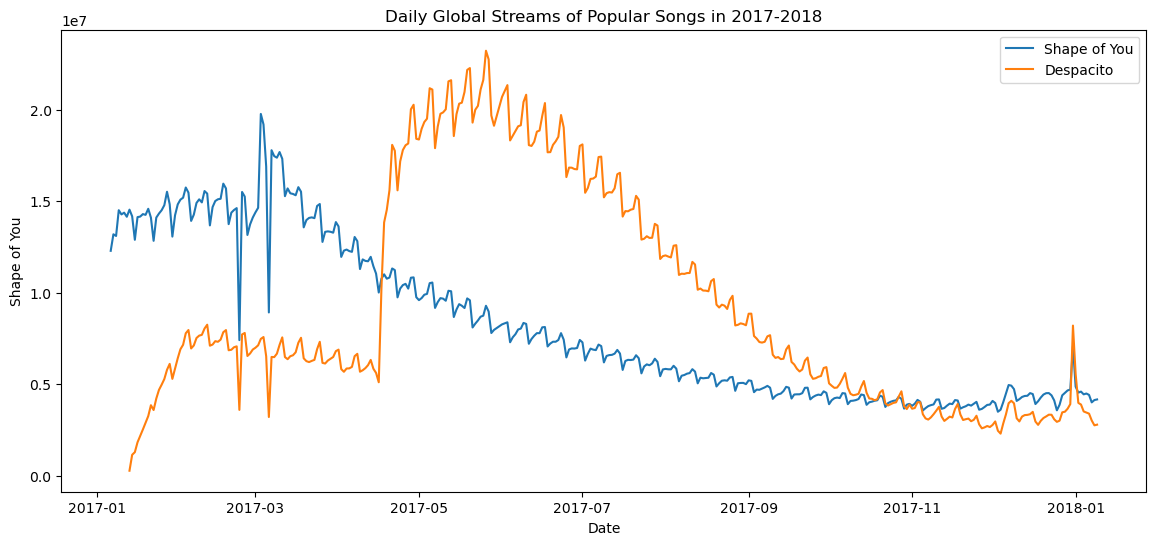 Daily Global Streams of Popular Songs in 2017-2018
1e7
Shape of You
Despacito
2.0
1.5
1.0
0.5
0.0
Shape of You
2017-01
2017-03
2017-05
2017-07
2017-09
2017-11
2018-01
Date